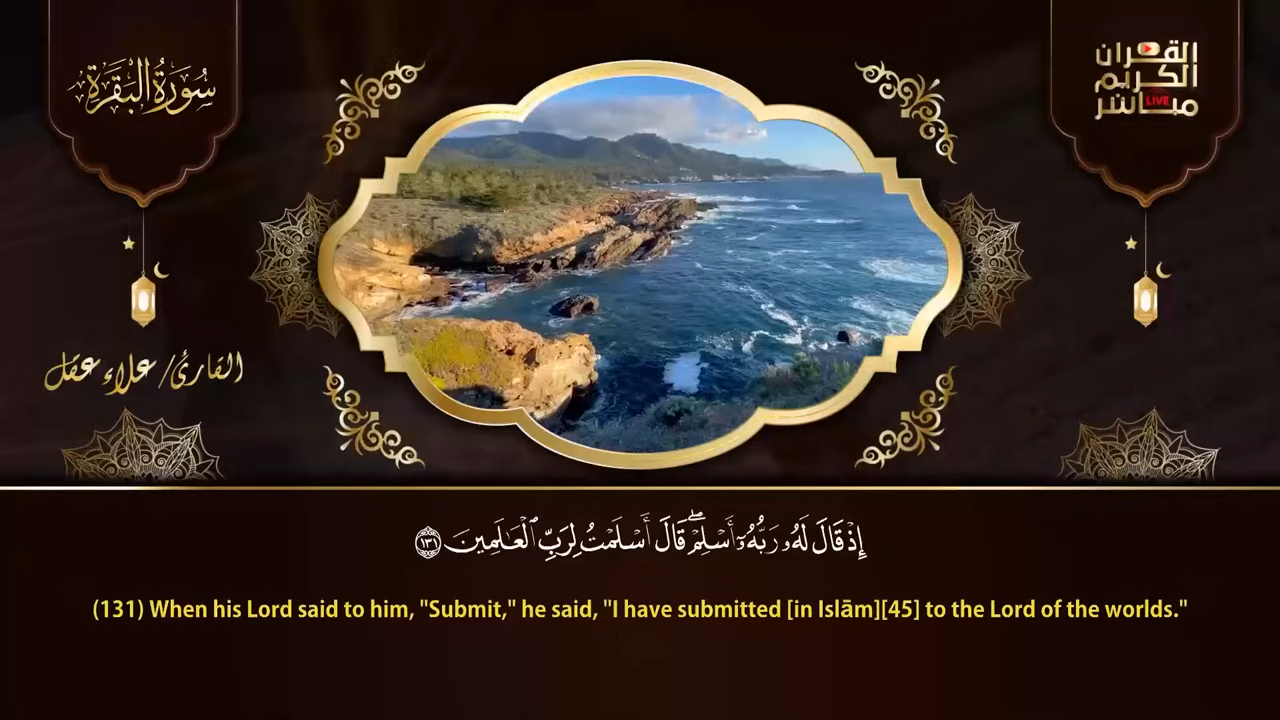 سُورَةُ البَقَرَةِ
القرآن
الكريم
مباشر
LIVE
القارئ/ علاء عقل
إِذْ قَالَ لَهُۥ رَبُّهُۥٓ أَسْلِمْ ۖ قَالَ أَسْلَمْتُ لِرَبِّ ٱلْعَٰلَمِينَ ١٣١
(131) When his Lord said to him, "Submit," he said, "I have submitted [in Islām][45] to the Lord of the worlds."